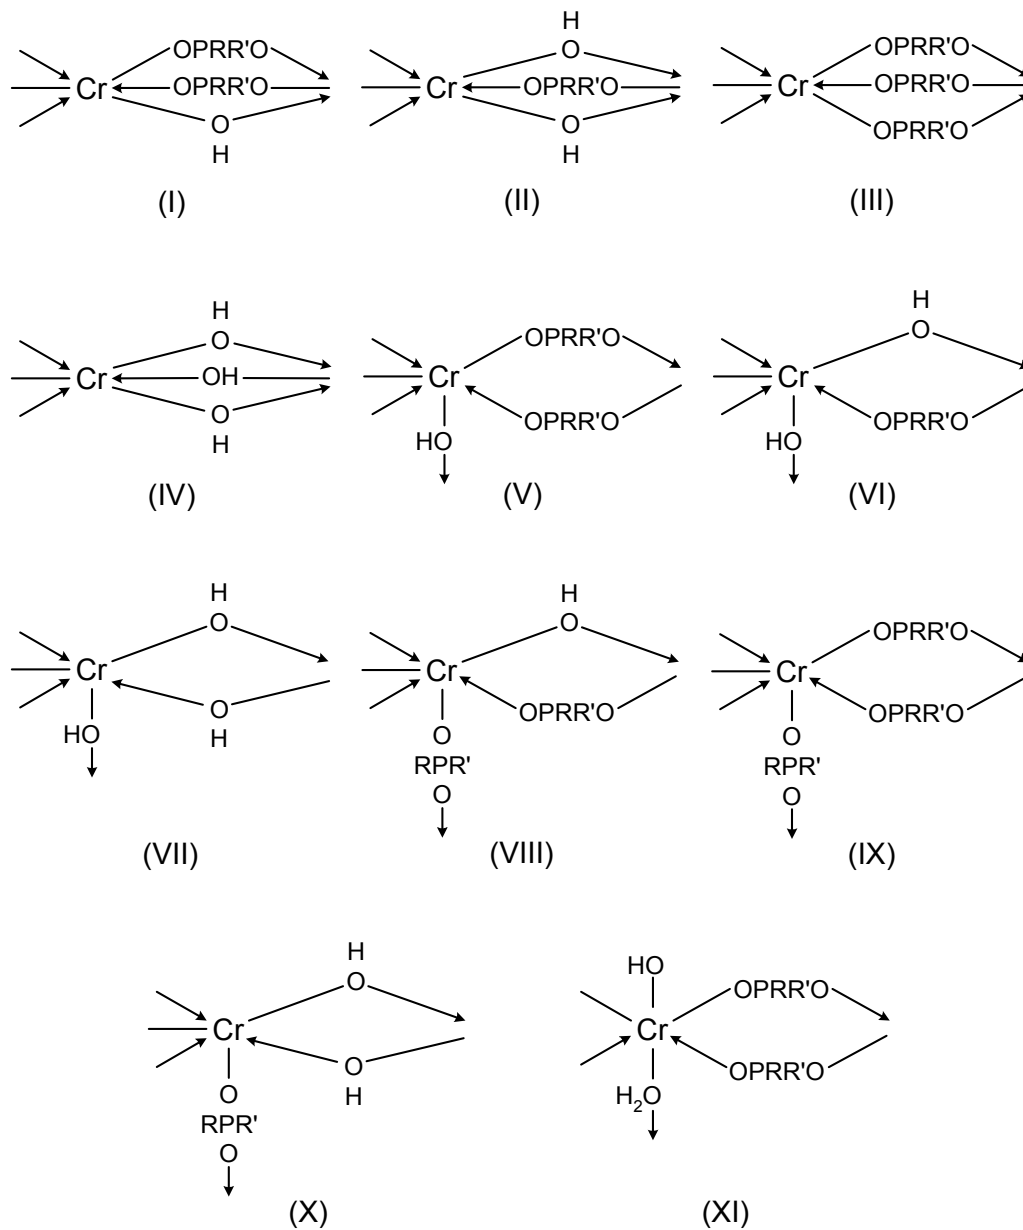 OPRR'O
Cr OPRR'O
O
H
(I)
H
O
Cr OPRR'O
O
H
(II)
OPRR'O
Cr OPRR'O
OPRR'O
(III)
H
O
Cr OH
O
H
(IV)
OPRR'O
Cr
OPRR'O
HO
(V)
H
O
Cr
OPRR'O
HO
(VI)
H
O
Cr
O
H
HO
(VII)
H
O
Cr
OPRR'O
O
RPR'
O
(VIII)
OPRR'O
Cr
OPRR'O
O
RPR'
O
(IX)
H
O
Cr
O
H
O
RPR'
O
(X)
HO
OPRR'O
Cr
OPRR'O
H₂O
(XI)